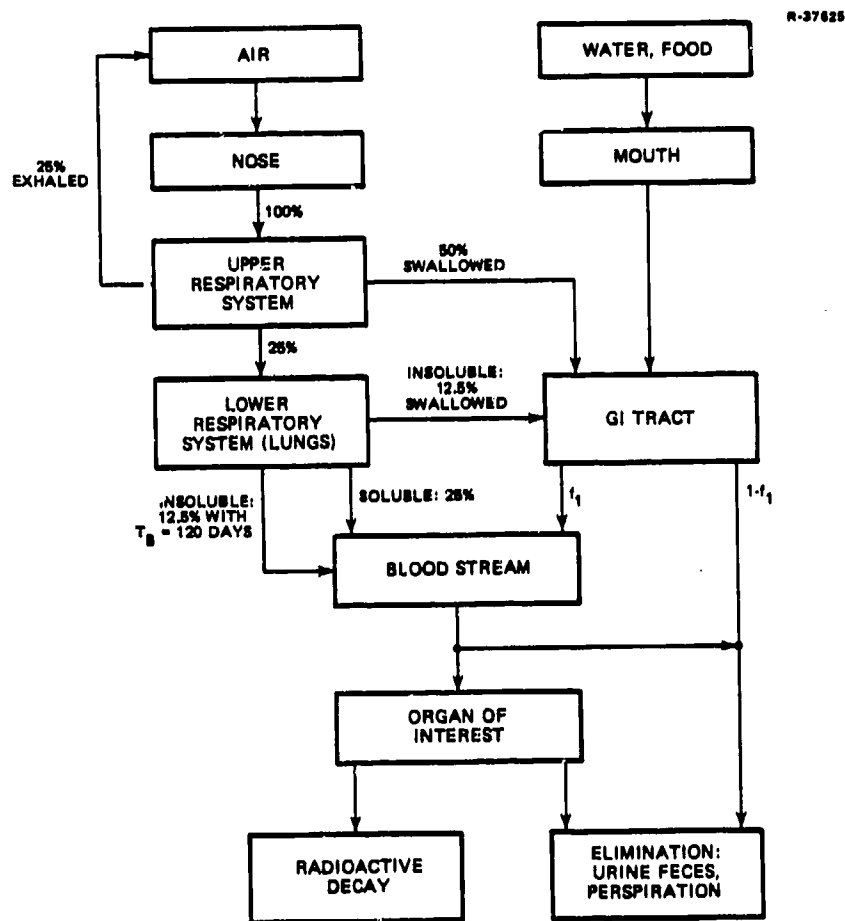 R-37625
AIR
WATER, FOOD
NOSE
MOUTH
25%
EXHALED
100%
UPPER
RESPIRATORY
SYSTEM
50%
SWALLOWED
25%
LOWER
RESPIRATORY
SYSTEM (LUNGS)
INSOLUBLE:
12.5%
SWALLOWED
GI TRACT
INSOLUBLE:
12.5% WITH
T_B = 120 DAYS
SOLUBLE: 25%
f₁
1-f₁
BLOOD STREAM
ORGAN OF
INTEREST
RADIOACTIVE
DECAY
ELIMINATION:
URINE FECES,
PERSPIRATION